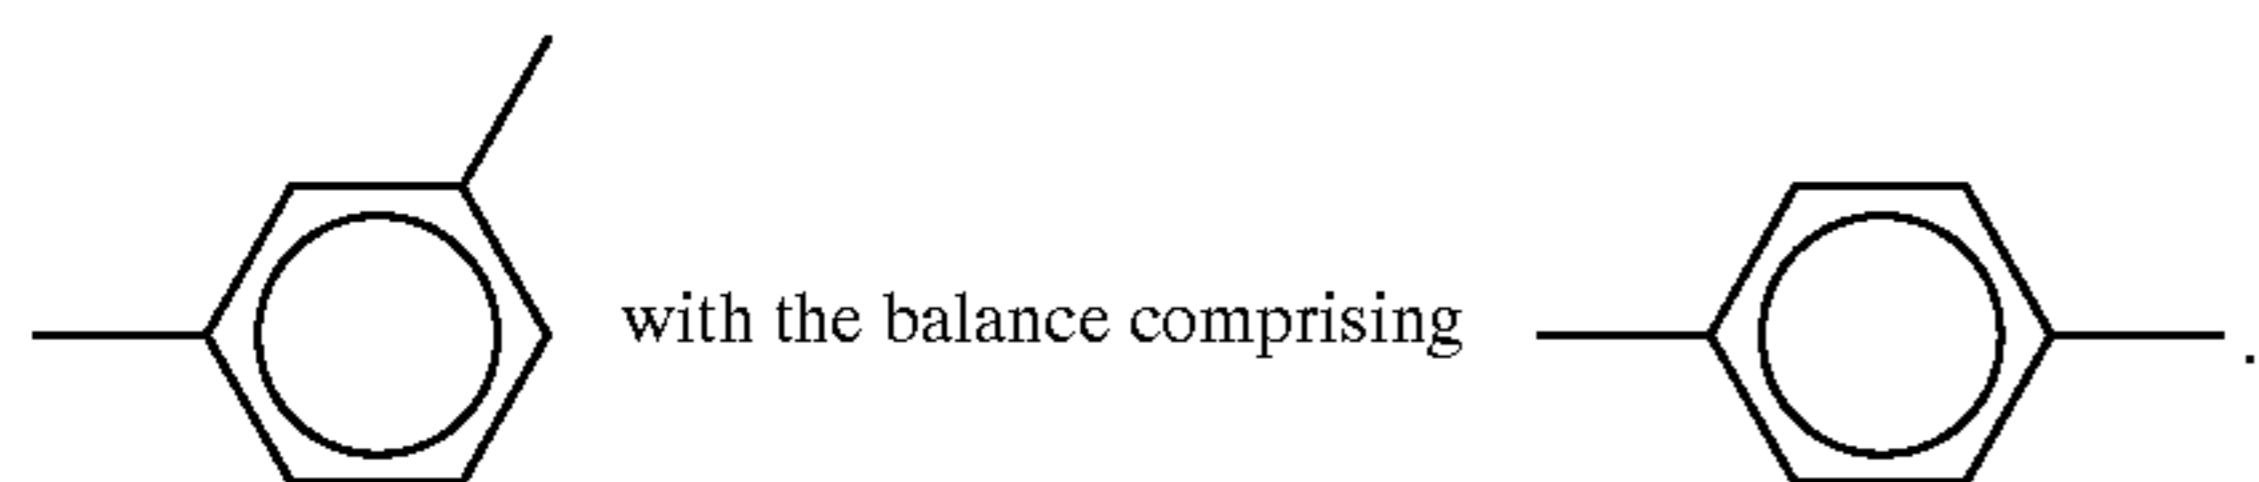 with the balance comprising .